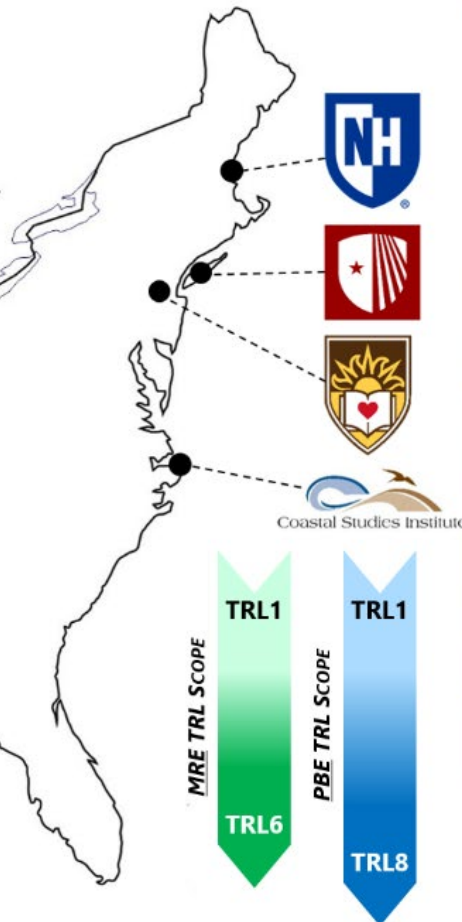 NH
®
Coastal Studies Institute
TRL1
TRL1
MRE TRL SCOPE
PBE TRL SCOPE
TRL6
TRL8